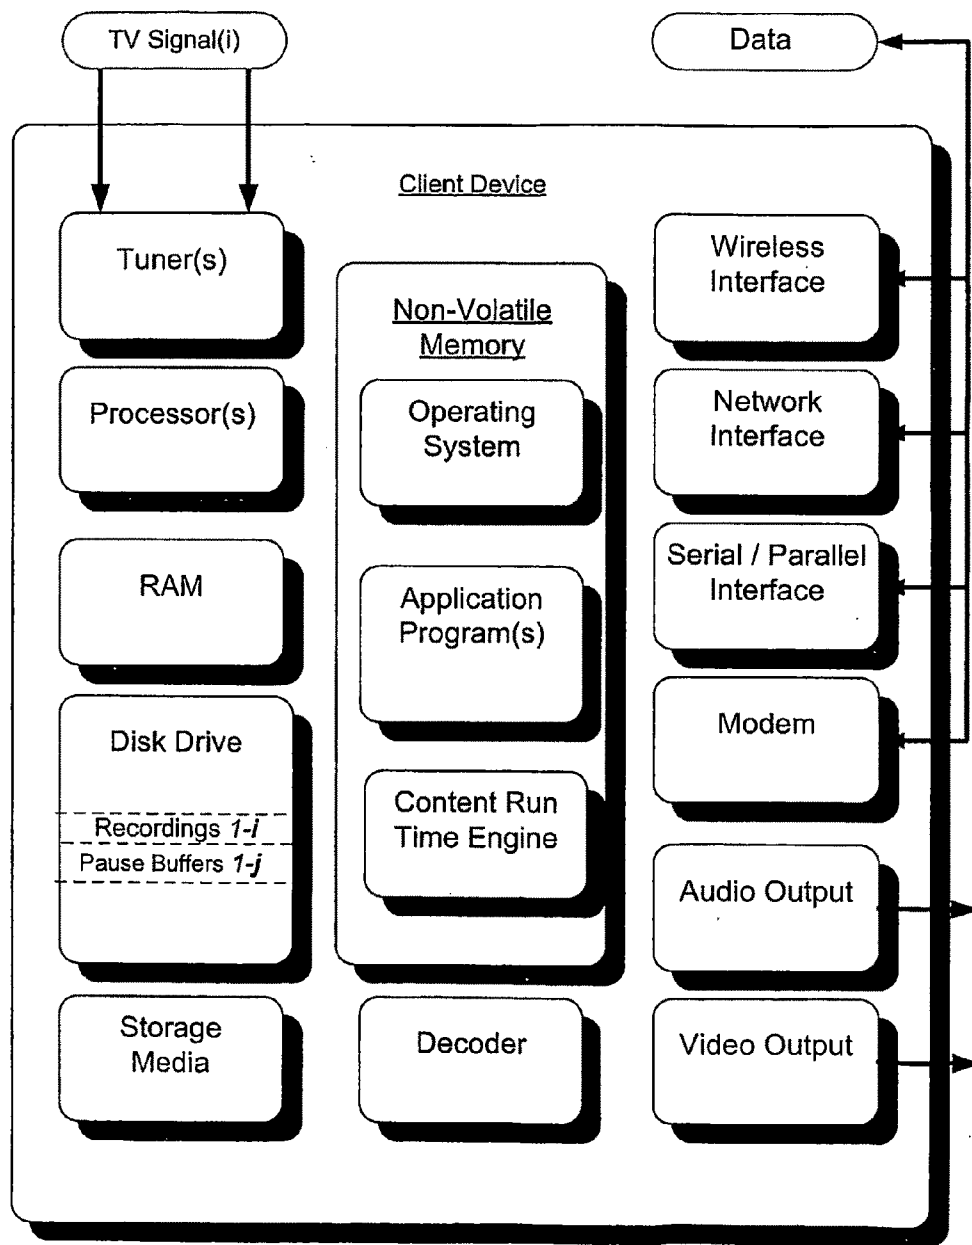 TV Signal(i)
Data
Client Device
Tuner(s)
Processor(s)
RAM
Disk Drive
Recordings 1-i
Pause Buffers 1-j
Storage
Media
Non-Volatile
Memory
Operating
System
Application
Program(s)
Content Run
Time Engine
Decoder
Wireless
Interface
Network
Interface
Serial / Parallel
Interface
Modem
Audio Output
Video Output